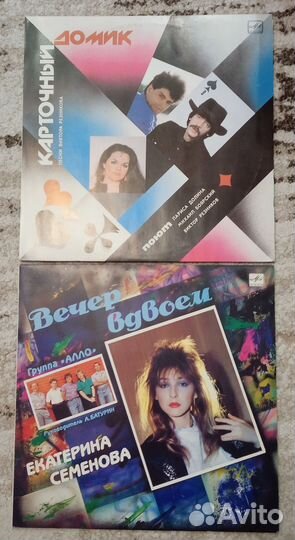 КАРТОЧНЫЙ
ДОМИК
ПЕСНИ ВИКТОРА РЕЗНИКОВА
ПОЮТ
ЛАРИСА ДОЛИНА
МИХАИЛ БОЯРСКИЙ
ВИКТОР РЕЗНИКОВ
Вечер
вдвоем
Группа "АЛЛО"
Руководитель А. БАТУРИН
ЕКАТЕРИНА
СЕМЕНОВА
Avito